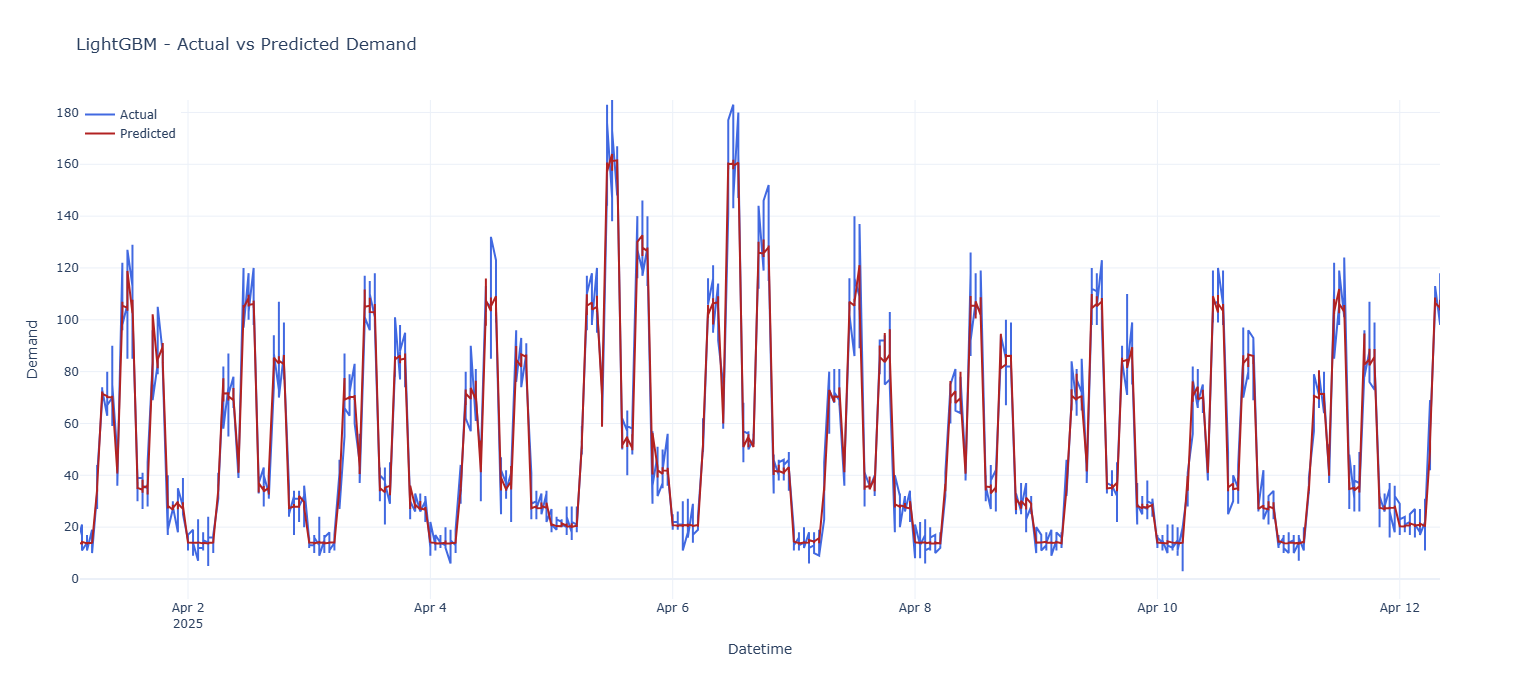 LightGBM - Actual vs Predicted Demand
Actual
Predicted
180
160
140
120
100
80
60
40
20
0
Demand
Apr 2
2025
Apr 4
Apr 6
Apr 8
Apr 10
Apr 12
Datetime